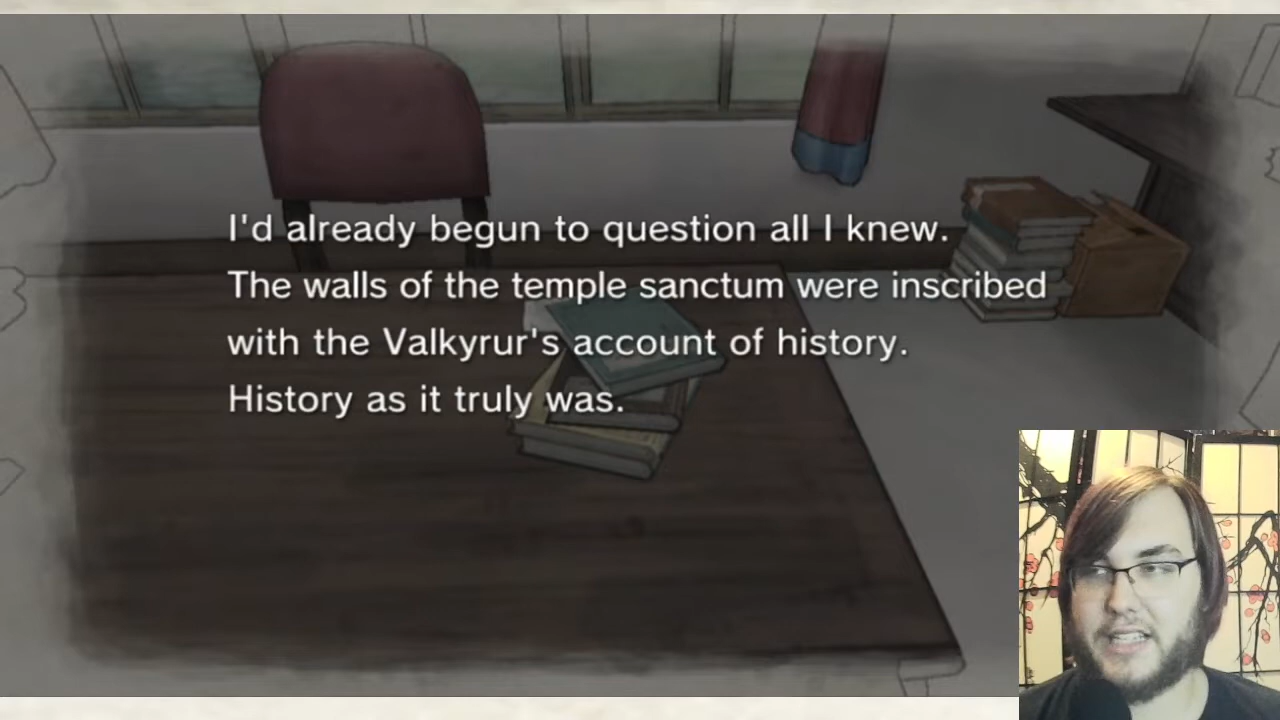 I'd already begun to question all I knew.
The walls of the temple sanctum were inscribed
with the Valkyrur's account of history.
History as it truly was.